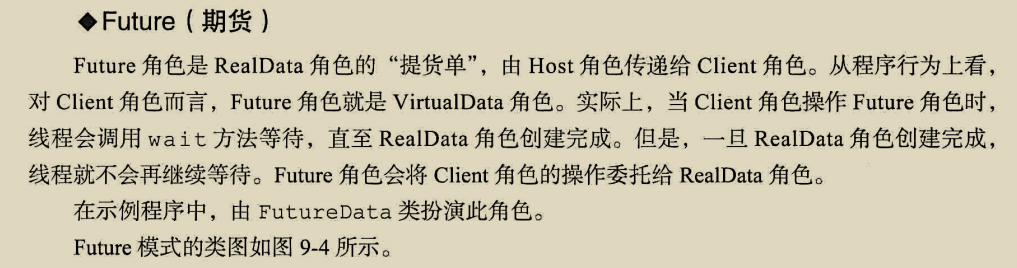 ◆Future（期货）
Future 角色是 RealData 角色的“提货单”，由 Host 角色传递给 Client 角色。从程序行为上看，
对 Client 角色而言，Future 角色就是 VirtualData 角色。实际上，当 Client 角色操作 Future 角色时，
线程会调用 wait 方法等待，直至 RealData 角色创建完成。但是，一旦 RealData 角色创建完成，
线程就不会再继续等待。Future 角色会将 Client 角色的操作委托给 RealData 角色。
在示例程序中，由 FutureData 类扮演此角色。
Future 模式的类图如图 9-4 所示。